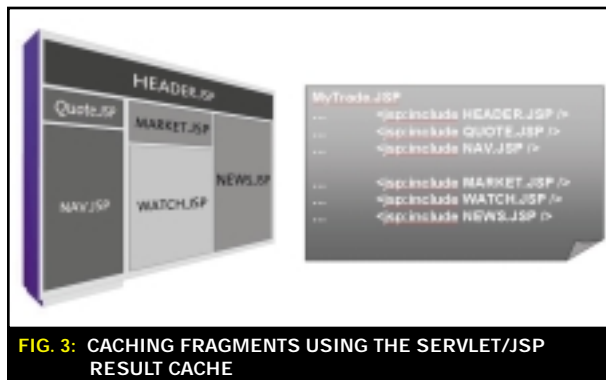 HEADER.JSP
Quote.JSP
MARKET.JSP
NEWS.JSP
NAV.JSP
WATCH.JSP
MyTrade.JSP
... <jsp:include HEADER.JSP />
... <jsp:include QUOTE.JSP />
... <jsp:include NAV.JSP />
... <jsp:include MARKET.JSP />
... <jsp:include WATCH.JSP />
... <jsp:include NEWS.JSP />
FIG. 3: CACHING FRAGMENTS USING THE SERVLET/JSP
RESULT CACHE